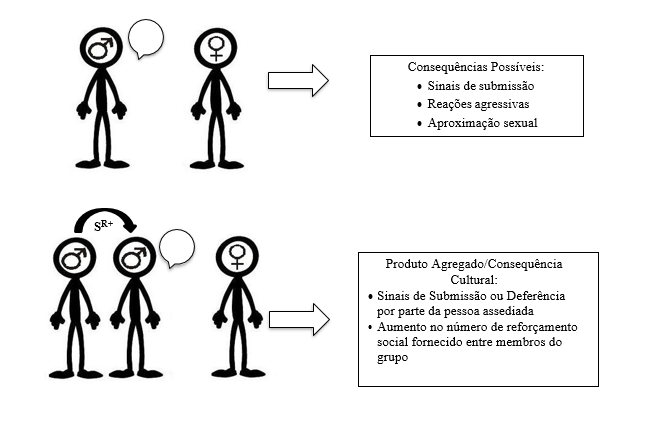 Consequências Possíveis:
• Sinais de submissão
• Reações agressivas
• Aproximação sexual
S^R+
Produto Agregado/Consequência
Cultural:
• Sinais de Submissão ou Deferência
por parte da pessoa assediada
• Aumento no número de reforçamento
social fornecido entre membros do
grupo